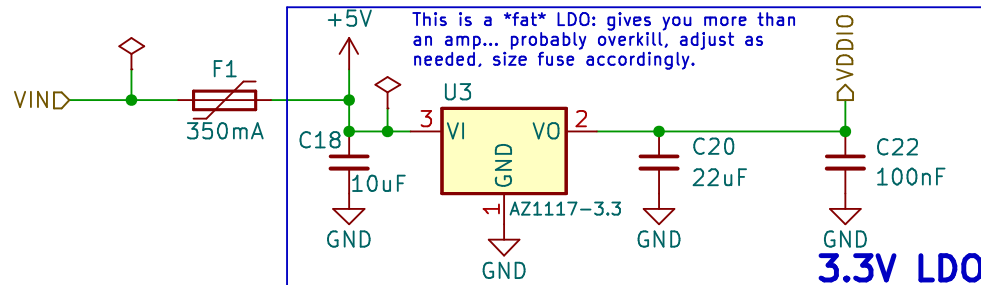 This is a *fat* LDO: gives you more than
an amp... probably overkill, adjust as
needed, size fuse accordingly.
+5V
VDDIO
F1
VIN
350mA
U3
C18
10uF
3
VI
VO
2
GND
1
AZ1117-3.3
C20
22uF
C22
100nF
GND
GND
GND
GND
3.3V LDO